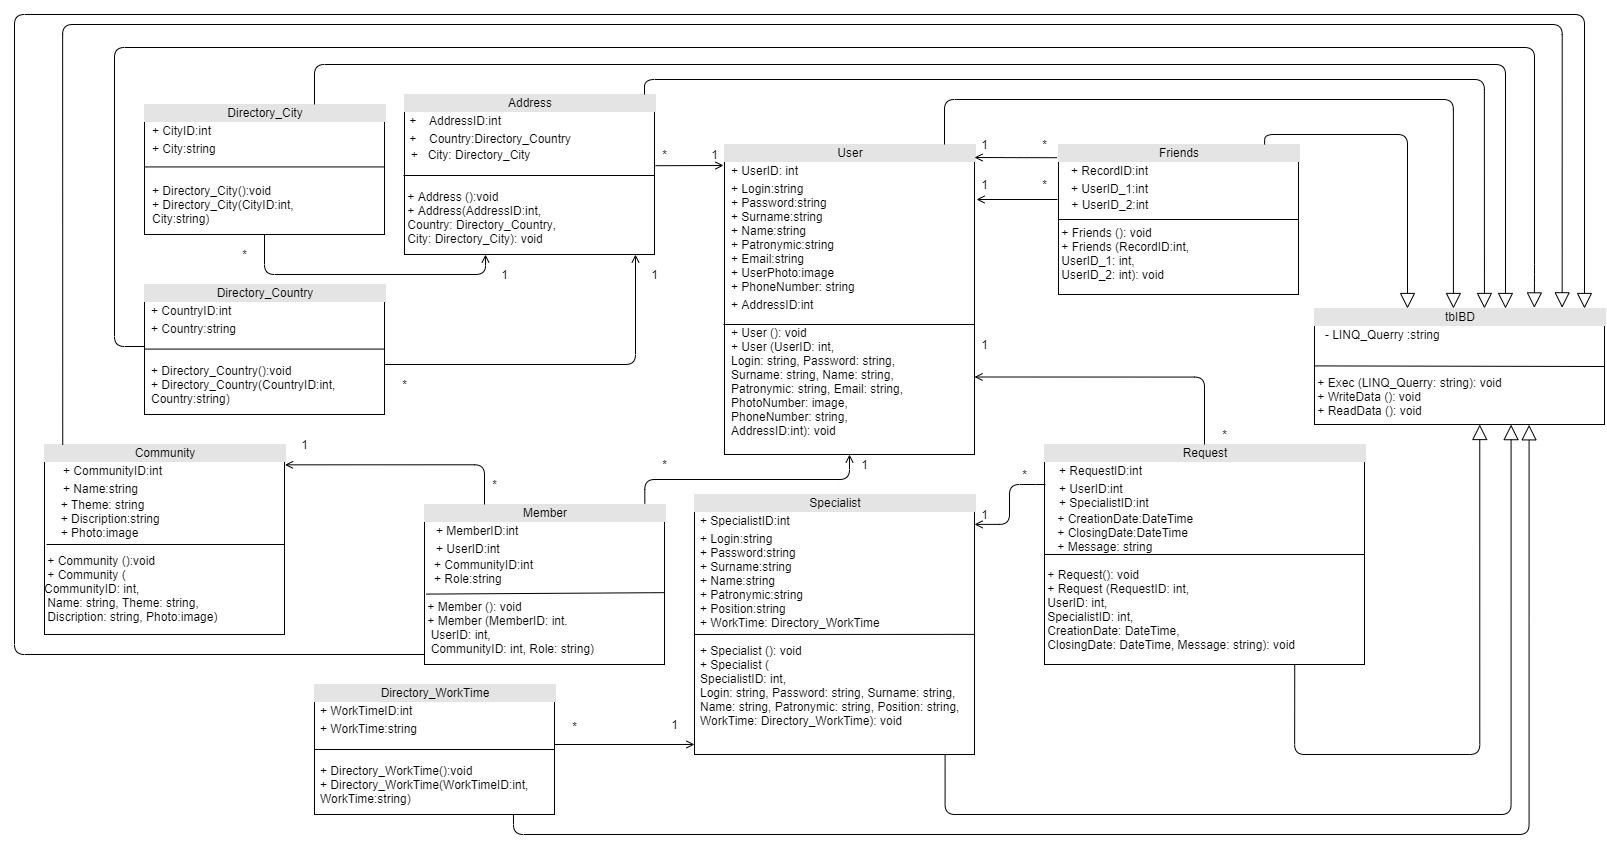 Directory_City
+ CityID:int
+ City:string
+ Directory_City():void
+ Directory_City(CityID:int,
City:string)
*
1
Address
+ AddressID:int
+ Country:Directory_Country
+ City: Directory_City
+ Address ():void
+ Address(AddressID:int,
Country: Directory_Country,
City: Directory_City): void
*
1
1
Directory_Country
+ CountryID:int
+ Country:string
+ Directory_Country():void
+ Directory_Country(CountryID:int,
Country:string)
*
User
+ UserID: int
+ Login:string
+ Password:string
+ Surname:string
+ Name:string
+ Patronymic:string
+ Email:string
+ UserPhoto:image
+ PhoneNumber: string
+ AddressID:int
+ User (): void
+ User (UserID: int,
Login: string, Password: string,
Surname: string, Name: string,
Patronymic: string, Email: string,
PhotoNumber: image,
PhoneNumber: string,
AddressID:int): void
1
*
1
*
Friends
+ RecordID:int
+ UserID_1:int
+ UserID_2:int
+ Friends (): void
+ Friends (RecordID:int,
UserID_1: int,
UserID_2: int): void
tblBD
- LINQ_Querry :string
+ Exec (LINQ_Querry: string): void
+ WriteData (): void
+ ReadData (): void
1
*
Community
+ CommunityID:int
+ Name:string
+ Theme: string
+ Discription:string
+ Photo:image
+ Community ():void
+ Community (
CommunityID: int,
Name: string, Theme: string,
Discription: string, Photo:image)
1
*
*
1
Member
+ MemberID:int
+ UserID:int
+ CommunityID:int
+ Role:string
+ Member (): void
+ Member (MemberID: int.
UserID: int,
CommunityID: int, Role: string)
Specialist
+ SpecialistID:int
+ Login:string
+ Password:string
+ Surname:string
+ Name:string
+ Patronymic:string
+ Position:string
+ WorkTime: Directory_WorkTime
+ Specialist (): void
+ Specialist (
SpecialistID: int,
Login: string, Password: string, Surname: string,
Name: string, Patronymic: string, Position: string,
WorkTime: Directory_WorkTime): void
*
1
Request
+ RequestID:int
+ UserID:int
+ SpecialistID:int
+ CreationDate:DateTime
+ ClosingDate:DateTime
+ Message: string
+ Request(): void
+ Request (RequestID: int,
UserID: int,
SpecialistID: int,
CreationDate: DateTime,
ClosingDate: DateTime, Message: string): void
Directory_WorkTime
+ WorkTimeID:int
+ WorkTime:string
+ Directory_WorkTime():void
+ Directory_WorkTime(WorkTimeID:int,
WorkTime:string)
*
1